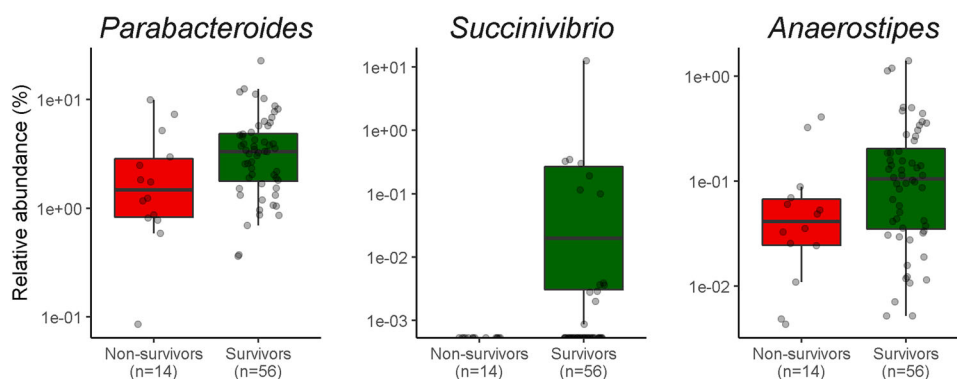 Parabacteroides
Succinivibrio
Anaerostipes
Relative abundance (%)
1e+01
1e+00
1e-01
Non-survivors
(n=14)
Survivors
(n=56)
1e+01
1e+00
1e-01
1e-02
1e-03
Non-survivors
(n=14)
Survivors
(n=56)
1e+00
1e-01
1e-02
Non-survivors
(n=14)
Survivors
(n=56)